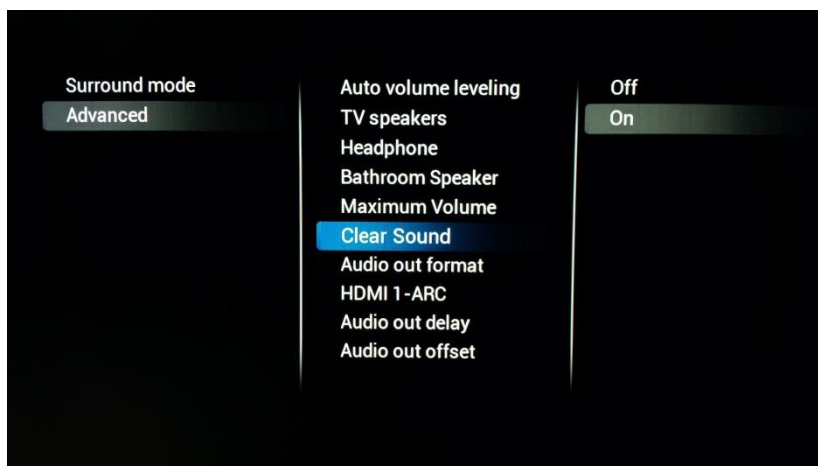 Surround mode
Advanced
Auto volume leveling
TV speakers
Headphone
Bathroom Speaker
Maximum Volume
Clear Sound
Audio out format
HDMI 1-ARC
Audio out delay
Audio out offset
Off
On